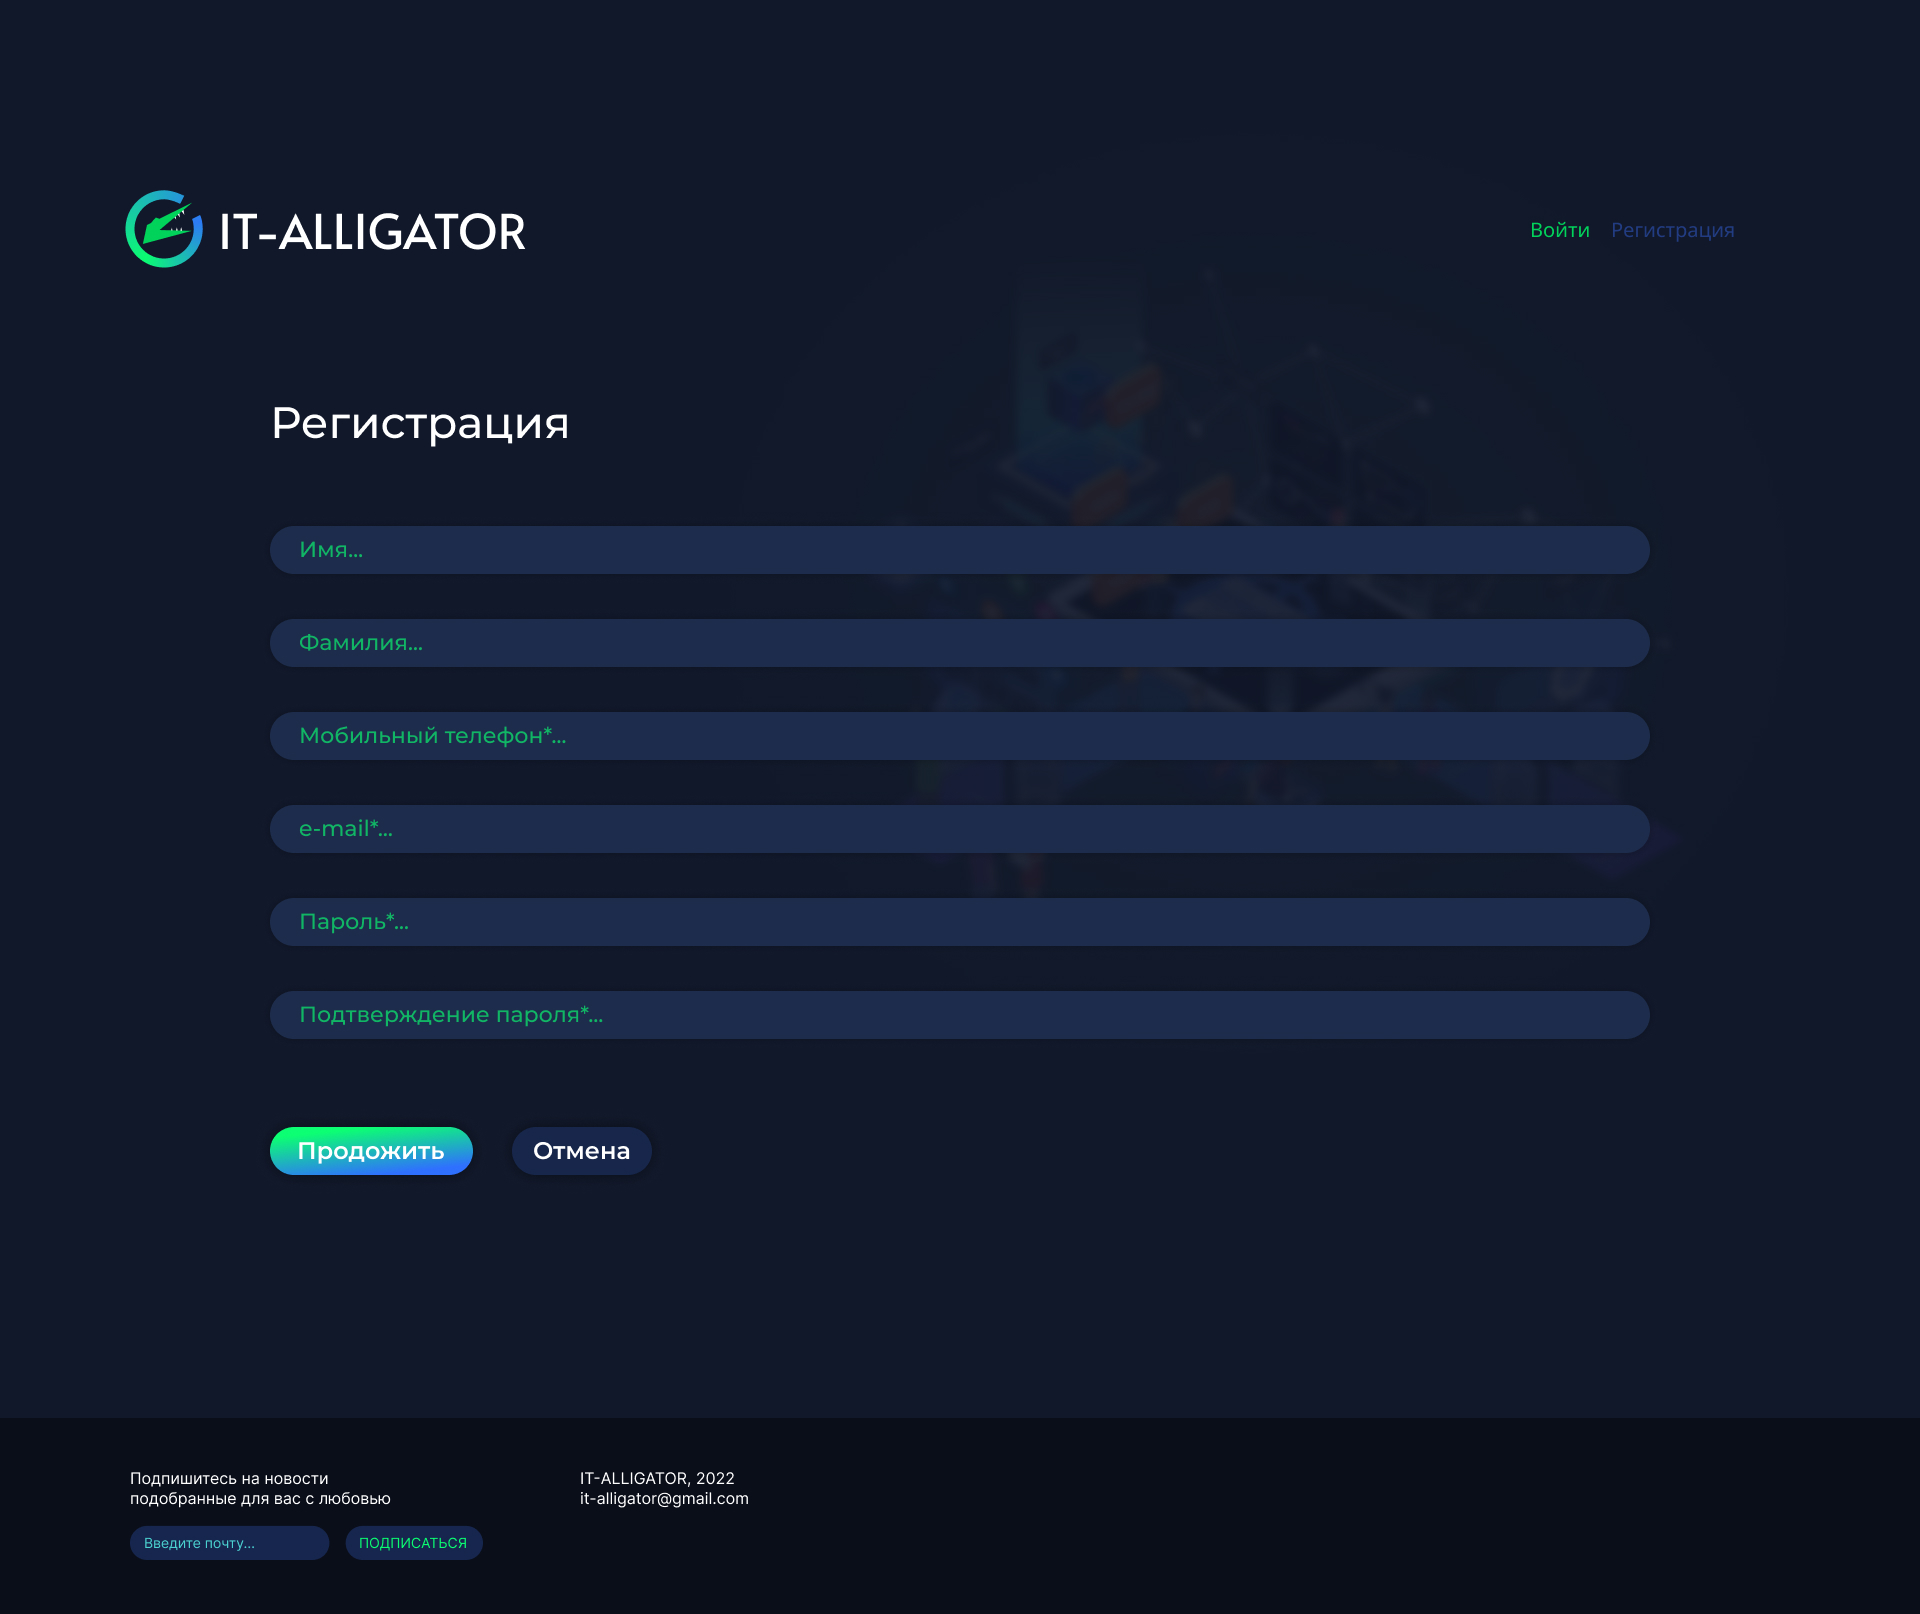 IT-ALLIGATOR
Войти Регистрация
Регистрация
Имя...
Фамилия...
Мобильный телефон*...
e-mail*...
Пароль*...
Подтверждение пароля*...
Продожить Отмена
Подпишитесь на новости
подобранные для вас с любовью
Введите почту... ПОДПИСАТЬСЯ
IT-ALLIGATOR, 2022
it-alligator@gmail.com